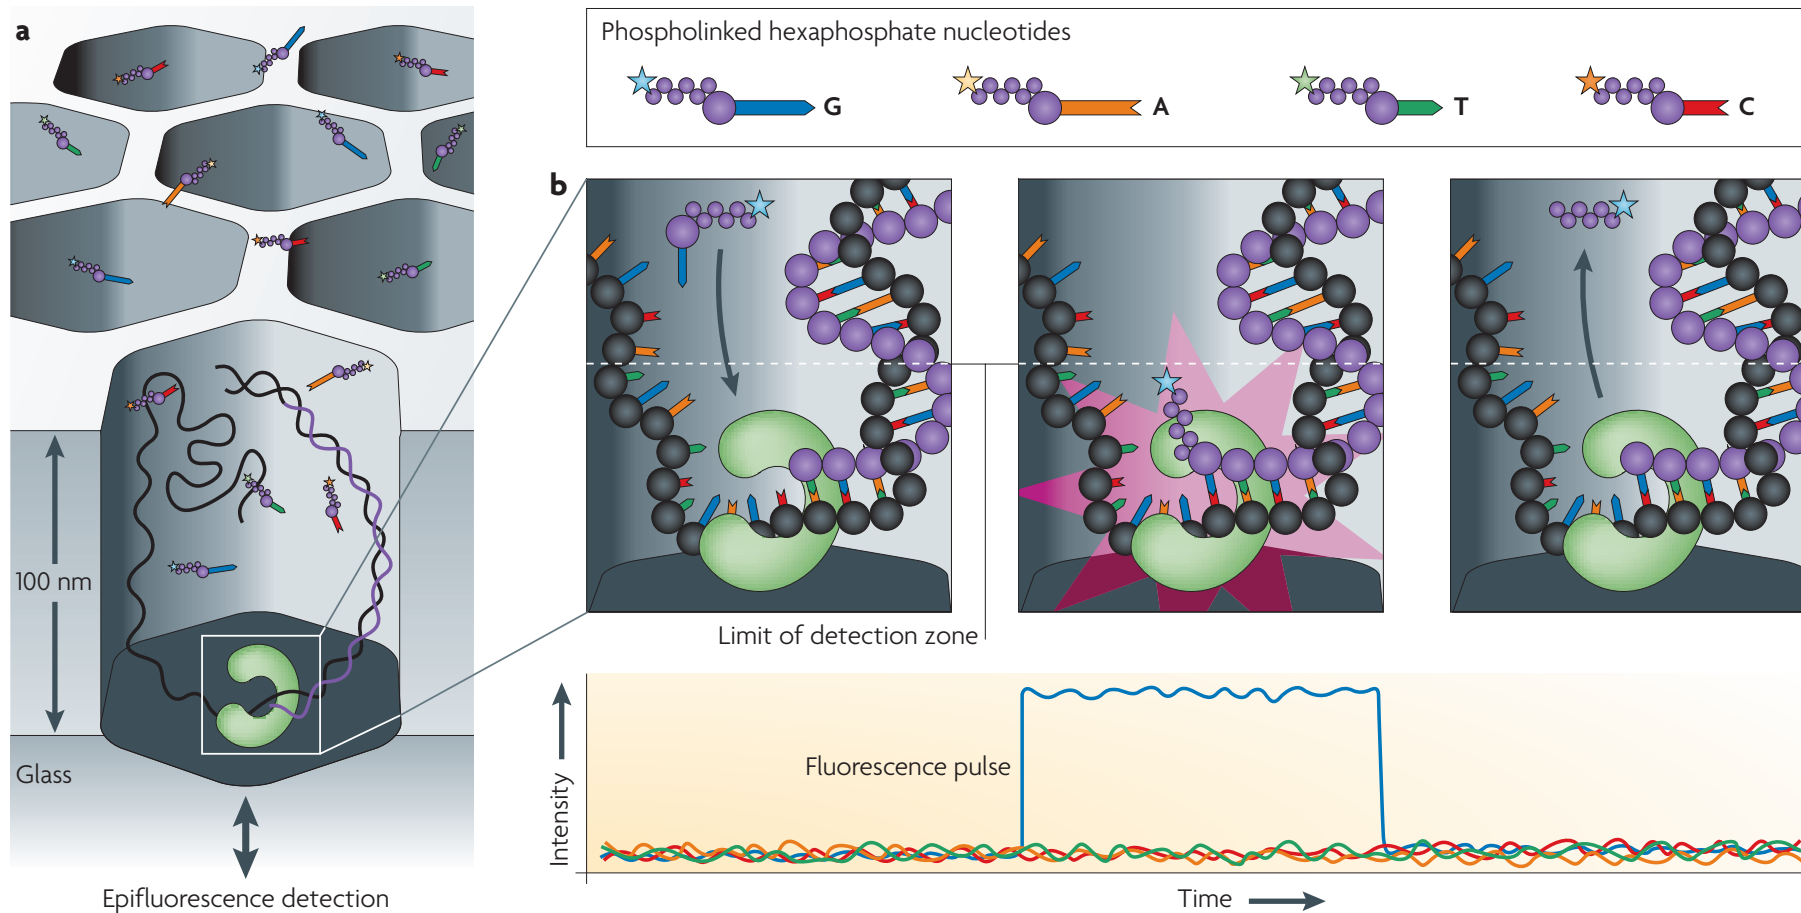 a
Phospholinked hexaphosphate nucleotides
G
A
T
C
b
100 nm
Glass
Epifluorescence detection
Limit of detection zone
Fluorescence pulse
Intensity
Time